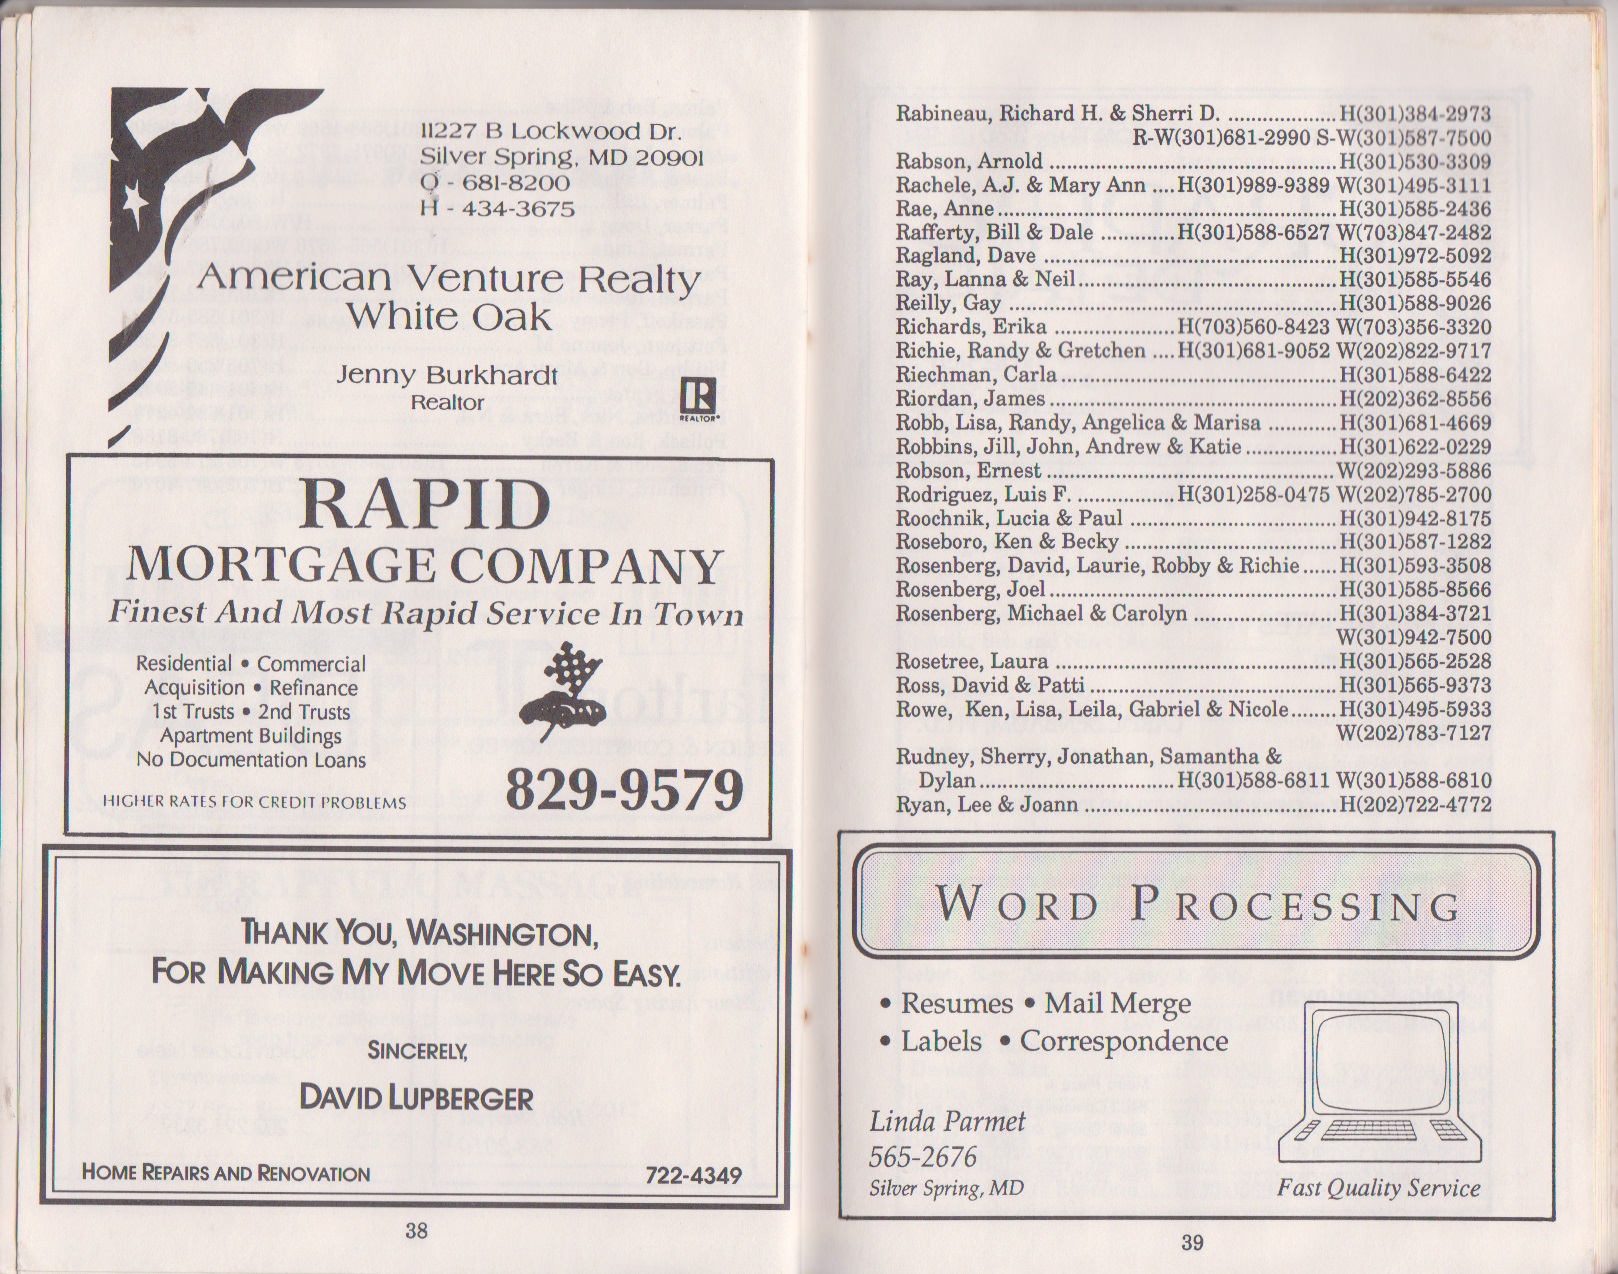 11227 B Lockwood Dr.
Silver Spring, MD 20901
O - 681-8200
H - 434-3675
American Venture Realty
White Oak
Jenny Burkhardt
Realtor
R
REALTOR®
RAPID
MORTGAGE COMPANY
Finest And Most Rapid Service In Town
Residential • Commercial
Acquisition • Refinance
1st Trusts • 2nd Trusts
Apartment Buildings
No Documentation Loans
HIGHER RATES FOR CREDIT PROBLEMS
829-9579
THANK YOU, WASHINGTON,
FOR MAKING MY MOVE HERE SO EASY.
SINCERELY,
DAVID LUPBERGER
HOME REPAIRS AND RENOVATION 722-4349
38
Rabineau, Richard H. & Sherri D. .................. H(301)384-2973
R-W(301)681-2990 S-W(301)587-7500
Rabson, Arnold ................................................ H(301)530-3309
Rachele, A.J. & Mary Ann .... H(301)989-9389 W(301)495-3111
Rae, Anne ......................................................... H(301)585-2436
Rafferty, Bill & Dale ............ H(301)588-6527 W(703)847-2482
Ragland, Dave .................................................. H(301)972-5092
Ray, Lanna & Neil ........................................... H(301)585-5546
Reilly, Gay ....................................................... H(301)588-9026
Richards, Erika .................... H(703)560-8423 W(703)356-3320
Richie, Randy & Gretchen .... H(301)681-9052 W(202)822-9717
Riechman, Carla ............................................... H(301)588-6422
Riordan, James ................................................ H(202)362-8556
Robb, Lisa, Randy, Angelica & Marisa ........... H(301)681-4669
Robbins, Jill, John, Andrew & Katie ............... H(301)622-0229
Robson, Ernest ................................................ W(202)293-5886
Rodriguez, Luis F. ................ H(301)258-0475 W(202)785-2700
Roochnik, Lucia & Paul ................................... H(301)942-8175
Roseboro, Ken & Becky ................................... H(301)587-1282
Rosenberg, David, Laurie, Robby & Richie ...... H(301)593-3508
Rosenberg, Joel ................................................ H(301)585-8566
Rosenberg, Michael & Carolyn ........................ H(301)384-3721
W(301)942-7500
Rosetree, Laura ............................................... H(301)565-2528
Ross, David & Patti ......................................... H(301)565-9373
Rowe, Ken, Lisa, Leila, Gabriel & Nicole ........ H(301)495-5933
W(202)783-7127
Rudney, Sherry, Jonathan, Samantha &
Dylan ................................. H(301)588-6811 W(301)588-6810
Ryan, Lee & Joann .......................................... H(202)722-4772
WORD PROCESSING
• Resumes • Mail Merge
• Labels • Correspondence
Linda Parmet
565-2676
Silver Spring, MD
Fast Quality Service
39